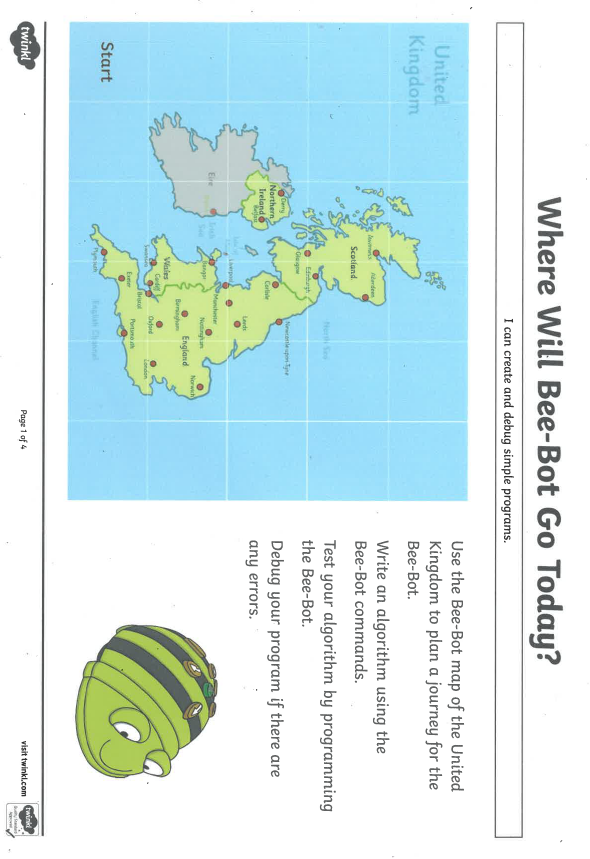 Where Will Bee-Bot Go Today?
I can create and debug simple programs.
United
Kingdom
Scotland
Inverness
Aberdeen
Glasgow
Edinburgh
North Sea
Northern
Ireland
Derry
Belfast
Carlisle
Newcastle-upon-Tyne
Eire
Leeds
Liverpool
Manchester
Bangor
Nottingham
England
Birmingham
Norwich
Wales
Swansea
Cardiff
Oxford
London
Bristol
Exeter
Portsmouth
Plymouth
English Channel
Start
Use the Bee-Bot map of the United
Kingdom to plan a journey for the
Bee-Bot.
Write an algorithm using the
Bee-Bot commands.
Test your algorithm by programming
the Bee-Bot.
Debug your program if there are
any errors.
twinkl
Page 1 of 4
visit twinkl.com
twinkl